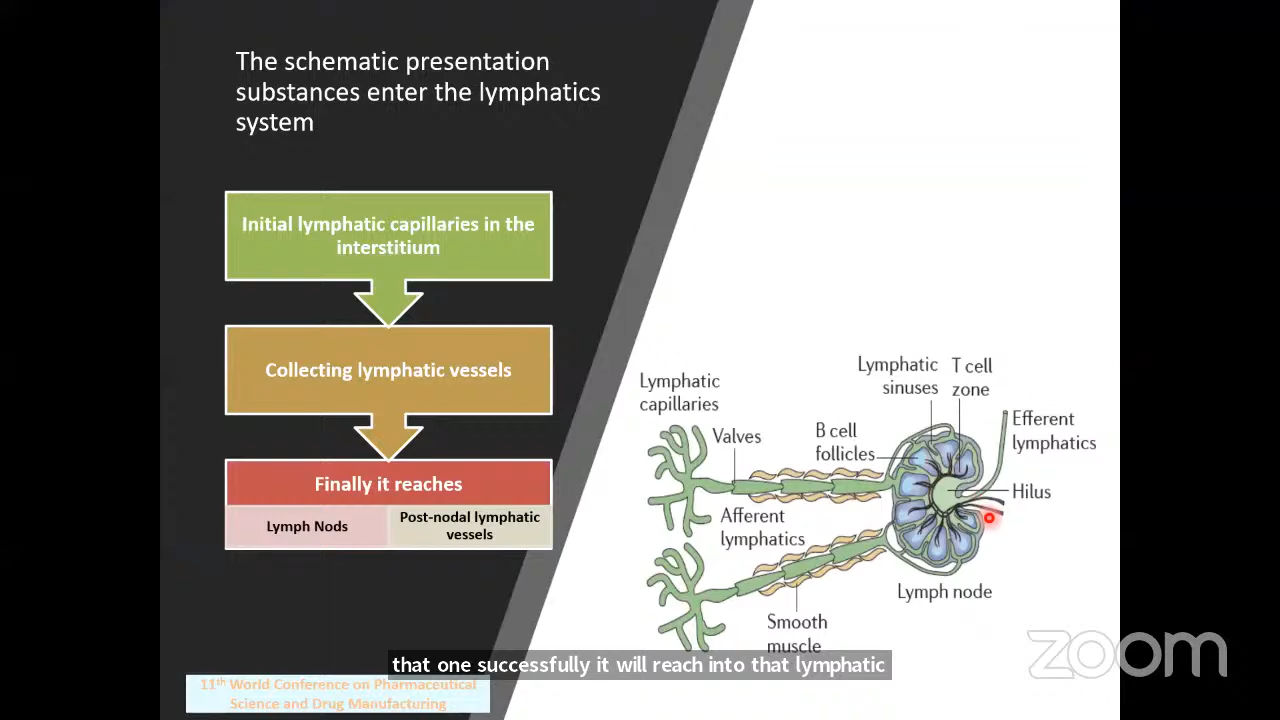 The schematic presentation
substances enter the lymphatics
system
Initial lymphatic capillaries in the
interstitium
Collecting lymphatic vessels
Finally it reaches
Lymph Nods
Post-nodal lymphatic
vessels
Lymphatic
capillaries
Valves
B cell
follicles
Lymphatic
sinuses
T cell
zone
Efferent
lymphatics
Hilus
Afferent
lymphatics
Lymph node
Smooth
muscle
that one successfully it will reach into that lymphatic
11th World Conference on Pharmaceutical
Science and Drug Manufacturing
zoom